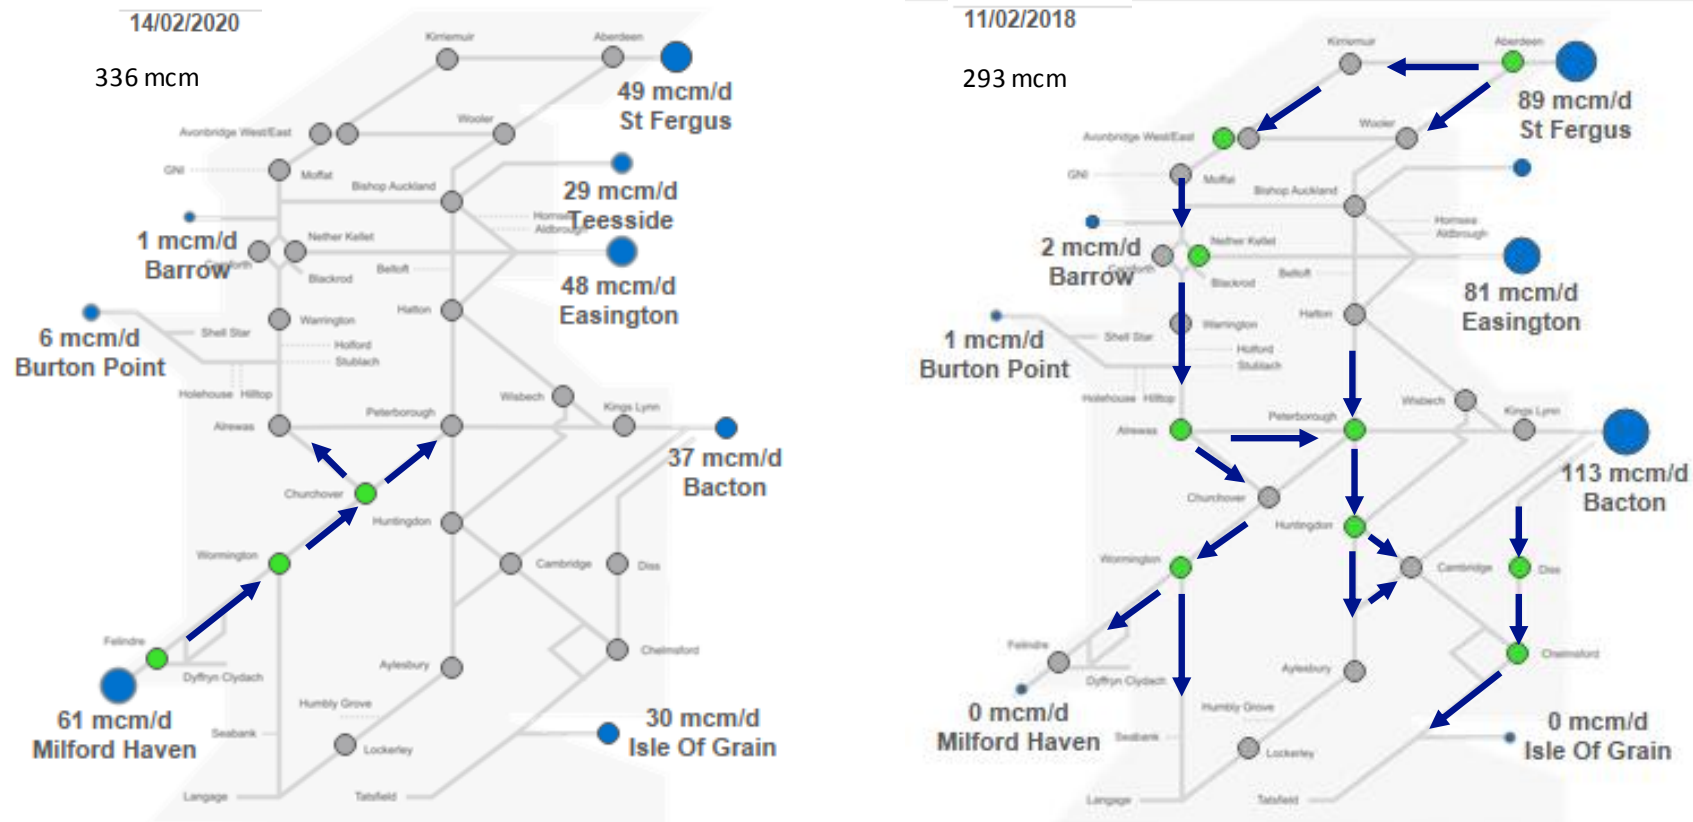 14/02/2020
336 mcm
Kirriemuir
Aberdeen
49 mcm/d
St Fergus
Avonbridge West/East
Wooler
GNI
Moffat
Bishop Auckland
29 mcm/d
Teesside
Hornsea
Aldbrough
1 mcm/d
Barrow
Nether Kellet
Carnforth
Blackrod
Beltoft
48 mcm/d
Easington
Hatton
6 mcm/d
Burton Point
Shell Star
Warrington
Holford
Stublach
Holehouse
Hilltop
Wisbech
Kings Lynn
Alrewas
Peterborough
37 mcm/d
Bacton
Churchover
Huntingdon
Wormington
Cambridge
Diss
Felindre
Dyffryn Clydach
Aylesbury
Chelmsford
61 mcm/d
Milford Haven
Humbly Grove
Seabank
Lockerley
30 mcm/d
Isle Of Grain
Langage
Tatsfield
11/02/2018
293 mcm
Kirriemuir
Aberdeen
89 mcm/d
St Fergus
Avonbridge West/East
Wooler
GNI
Moffat
Bishop Auckland
Hornsea
Aldbrough
2 mcm/d
Barrow
Nether Kellet
Carnforth
Blackrod
Beltoft
81 mcm/d
Easington
Hatton
1 mcm/d
Burton Point
Shell Star
Warrington
Holford
Stublach
Holehouse
Hilltop
Wisbech
Kings Lynn
Alrewas
Peterborough
113 mcm/d
Bacton
Churchover
Huntingdon
Wormington
Cambridge
Diss
Felindre
Dyffryn Clydach
Aylesbury
Chelmsford
0 mcm/d
Milford Haven
Humbly Grove
Seabank
Lockerley
0 mcm/d
Isle Of Grain
Langage
Tatsfield